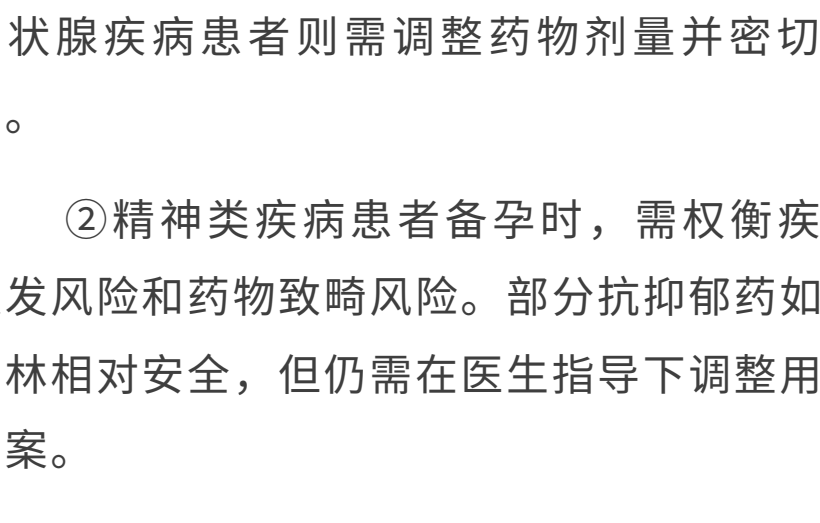 状腺疾病患者则需调整药物剂量并密切
。
②精神类疾病患者备孕时，需权衡疾
发风险和药物致畸风险。部分抗抑郁药如
林相对安全，但仍需在医生指导下调整用
案。